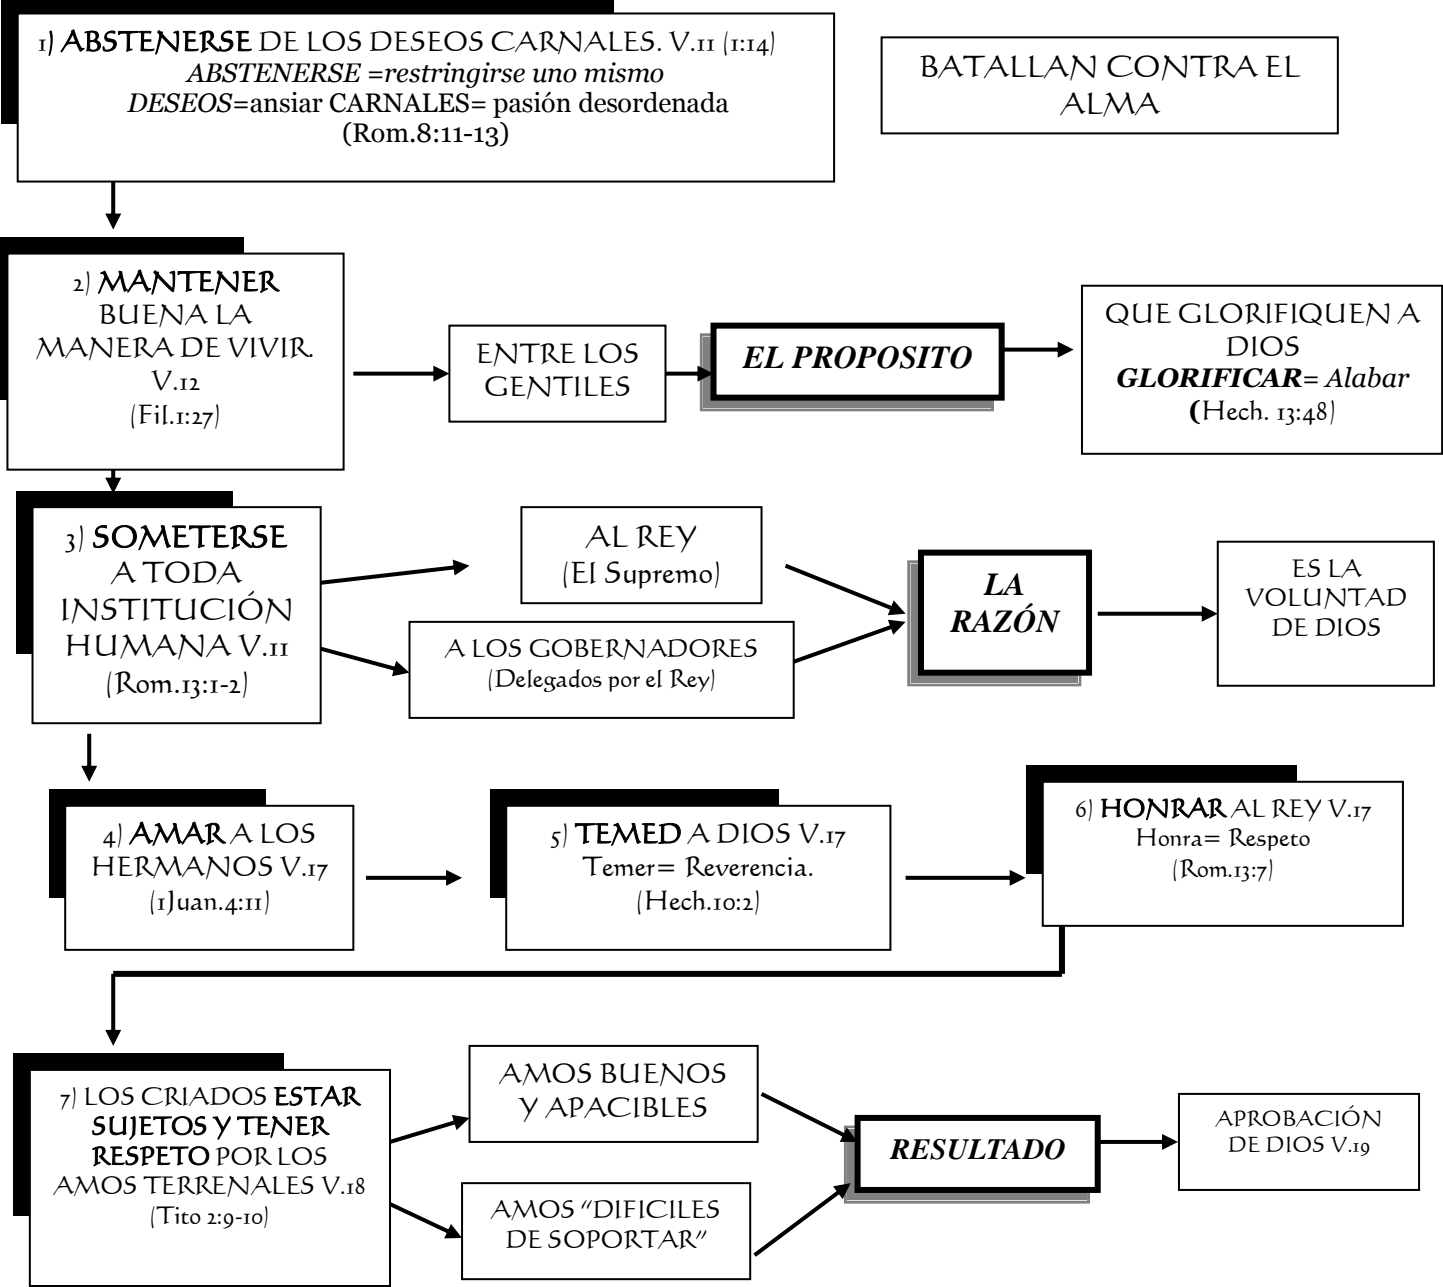 1) ABSTENERSE DE LOS DESEOS CARNALES. V.11 (1:14)
ABSTENERSE =restringirse uno mismo
DESEOS=ansiar CARNALES= pasión desordenada
(Rom.8:11-13)
BATALLAN CONTRA EL
ALMA
2) MANTENER
BUENA LA
MANERA DE VIVIR.
V.12
(Fil.1:27)
ENTRE LOS
GENTILES
EL PROPOSITO
QUE GLORIFIQUEN A
DIOS
GLORIFICAR= Alabar
(Hech. 13:48)
3) SOMETERSE
A TODA
INSTITUCIÓN
HUMANA V.11
(Rom.13:1-2)
AL REY
(El Supremo)
A LOS GOBERNADORES
(Delegados por el Rey)
LA
RAZÓN
ES LA
VOLUNTAD
DE DIOS
4) AMAR A LOS
HERMANOS V.17
(1Juan.4:11)
5) TEMED A DIOS V.17
Temer= Reverencia.
(Hech.10:2)
6) HONRAR AL REY V.17
Honra= Respeto
(Rom.13:7)
7) LOS CRIADOS ESTAR
SUJETOS Y TENER
RESPETO POR LOS
AMOS TERRENALES V.18
(Tito 2:9-10)
AMOS BUENOS
Y APACIBLES
AMOS "DIFICILES
DE SOPORTAR"
RESULTADO
APROBACIÓN
DE DIOS V.19